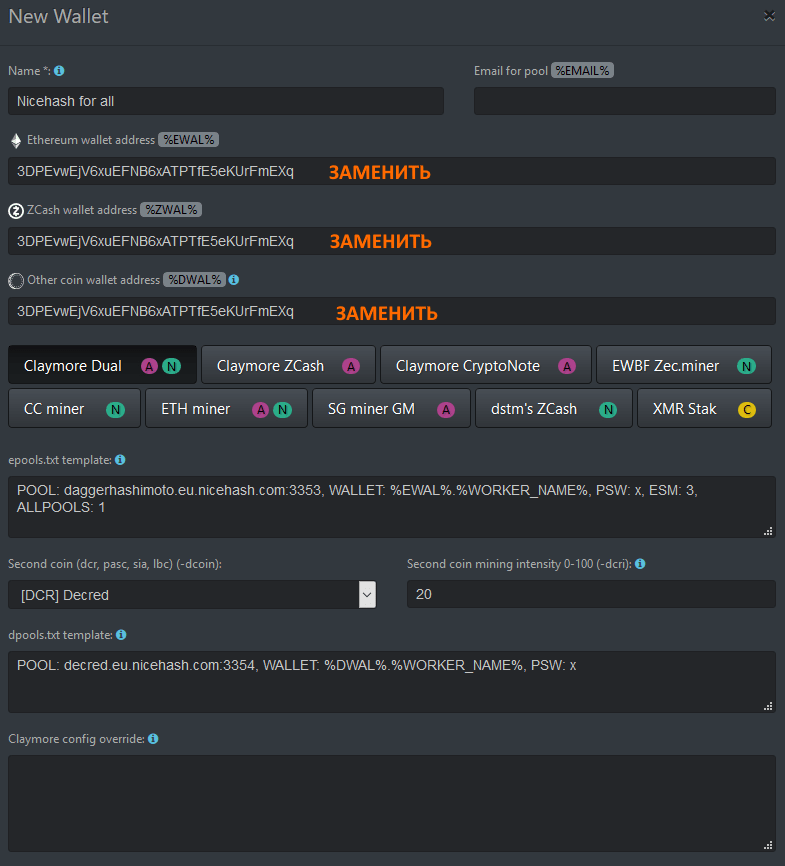 New Wallet
Name *:
Email for pool %EMAIL%
Nicehash for all
Ethereum wallet address %EWAL%
3DPEvwEjV6xuEFNB6xATPTfE5eKUrFmEXq ЗАМЕНИТЬ
ZCash wallet address %ZWAL%
3DPEvwEjV6xuEFNB6xATPTfE5eKUrFmEXq ЗАМЕНИТЬ
Other coin wallet address %DWAL%
3DPEvwEjV6xuEFNB6xATPTfE5eKUrFmEXq ЗАМЕНИТЬ
Claymore Dual A N Claymore ZCash A Claymore CryptoNote A EWBF Zec.miner N
CC miner N ETH miner A N SG miner GM A dstm's ZCash N XMR Stak C
epools.txt template:
POOL: daggerhashimoto.eu.nicehash.com:3353, WALLET: %EWAL%.%WORKER_NAME%, PSW: x, ESM: 3,
ALLPOOLS: 1
Second coin (dcr, pasc, sia, lbc) (-dcoin):
Second coin mining intensity 0-100 (-dcri):
[DCR] Decred
20
dpools.txt template:
POOL: decred.eu.nicehash.com:3354, WALLET: %DWAL%.%WORKER_NAME%, PSW: x
Claymore config override: